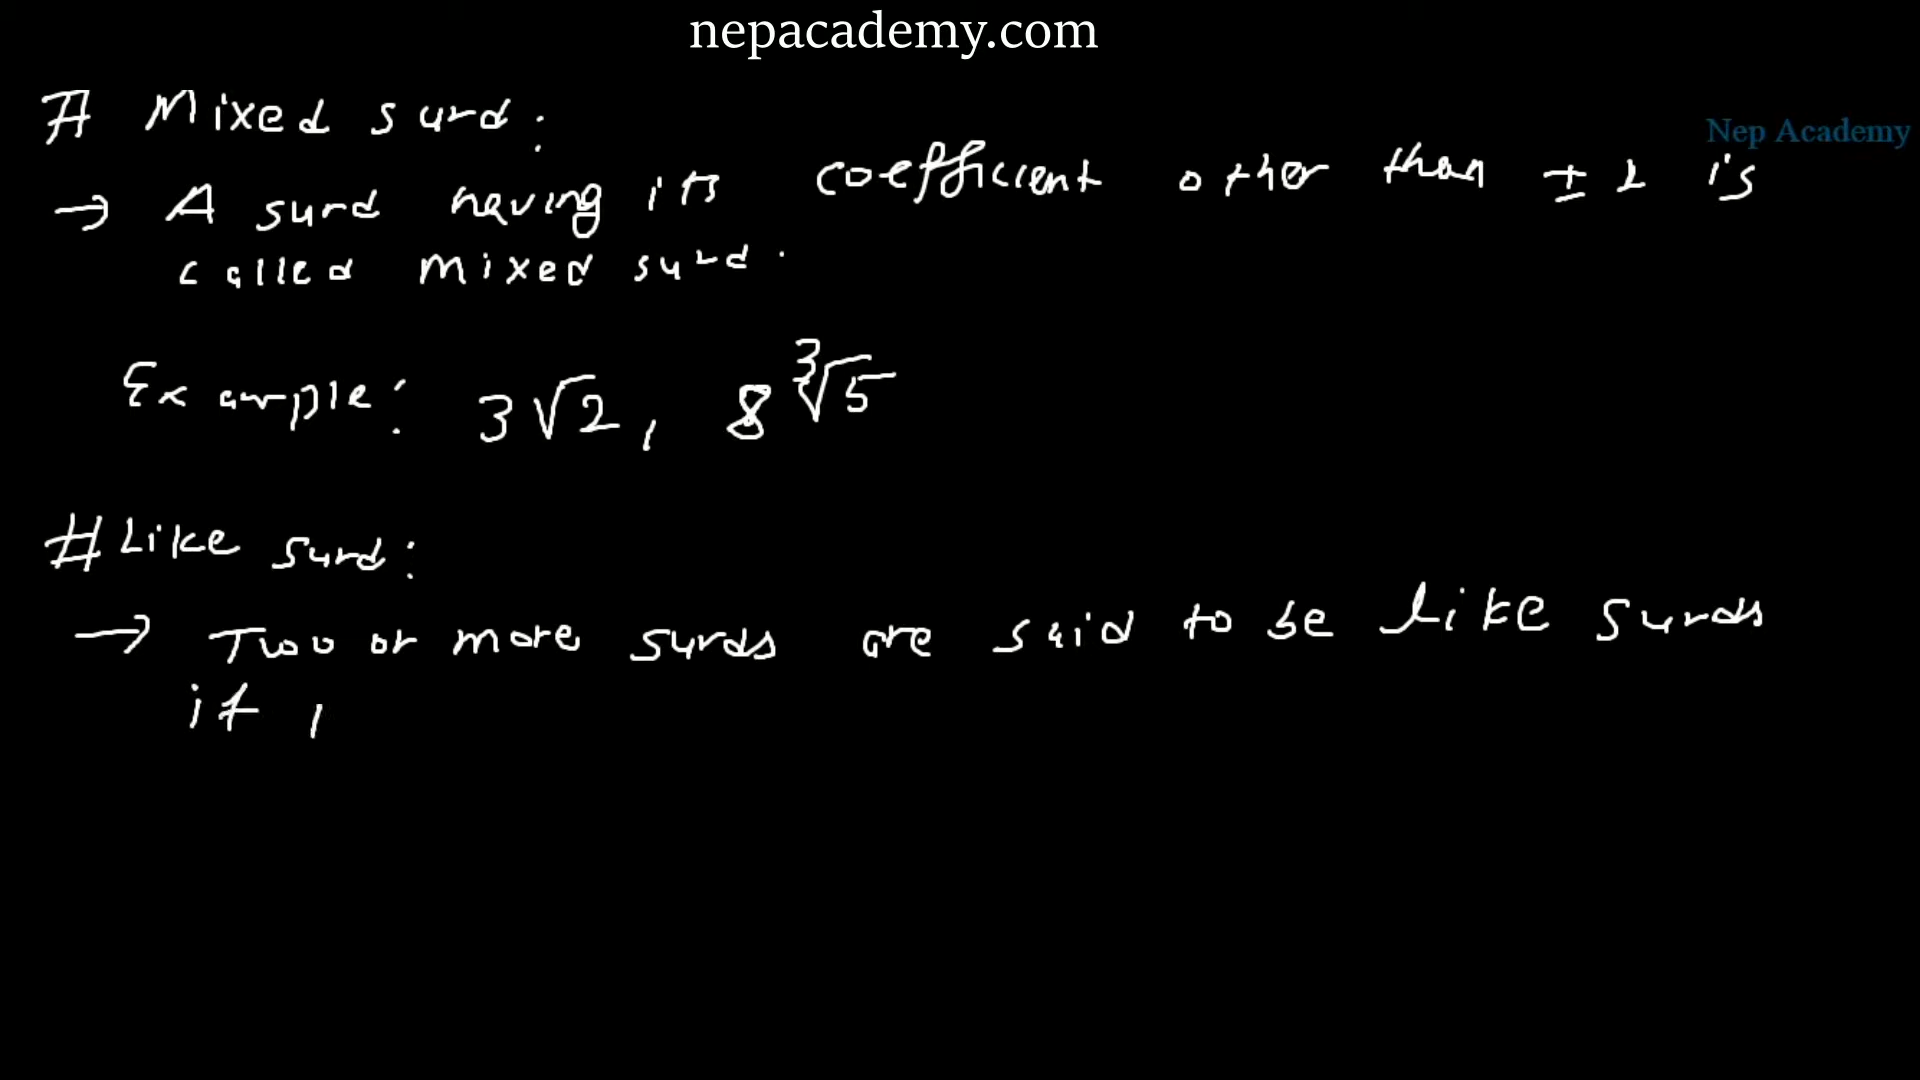 nepacademy.com
# Mixed surd:
Nep Academy
→ A surd having its coefficient other than ± 1 is
called mixed surd.
Example: 3√2, 8∛5
# Like surd:
→ Two or more surds are said to be like surds
if